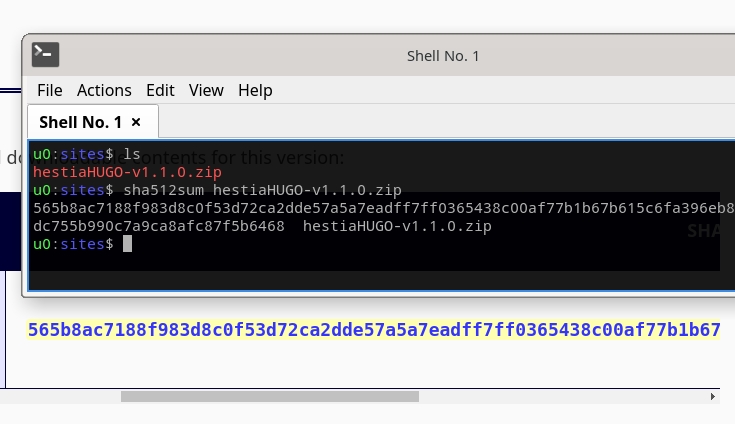 Shell No. 1
File Actions Edit View Help
Shell No. 1 ×
contents for this version:
u0:sites$ ls
hestiaHUGO-v1.1.0.zip
u0:sites$ sha512sum hestiaHUGO-v1.1.0.zip
565b8ac7188f983d8c0f53d72ca2dde57a5a7eadff7ff0365438c00af77b1b67b615c6fa396eb8
dc755b990c7a9ca8afc87f5b6468 hestiaHUGO-v1.1.0.zip
SHA
u0:sites$
565b8ac7188f983d8c0f53d72ca2dde57a5a7eadff7ff0365438c00af77b1b67